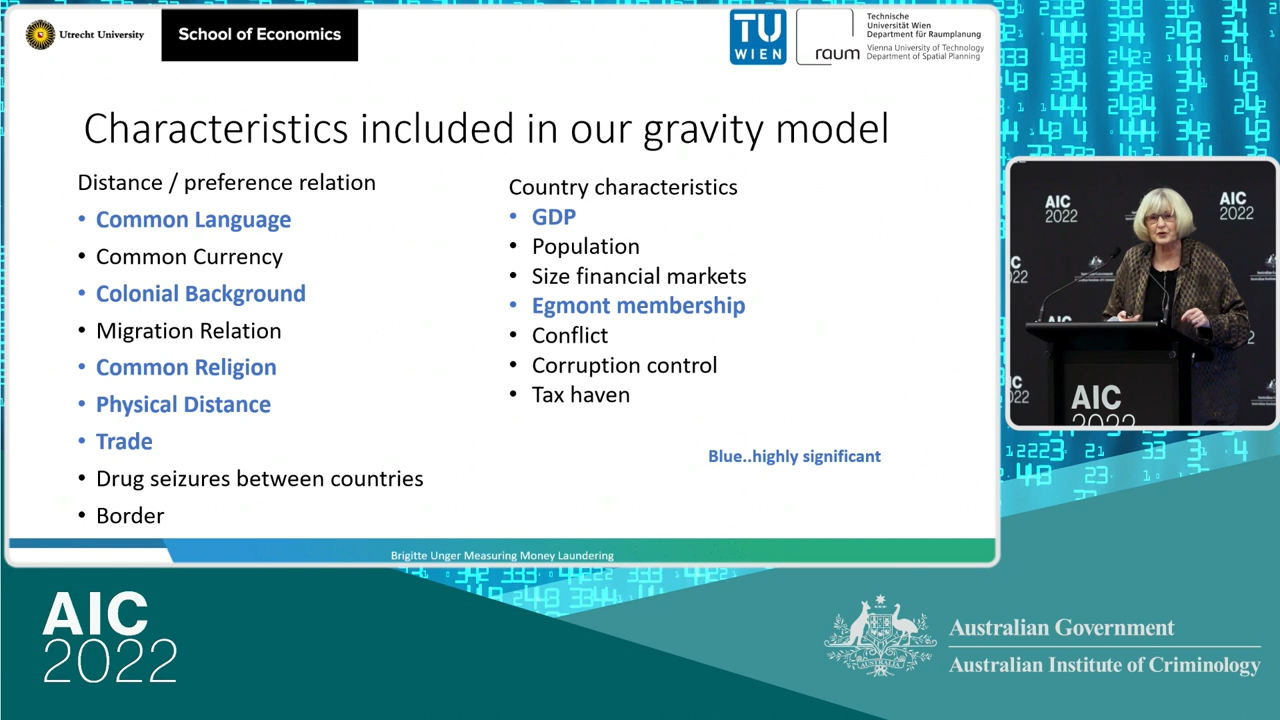 Utrecht University
School of Economics
TU
WIEN
raum
Technische
Universität Wien
Department für Raumplanung
Vienna University of Technology
Department of Spatial Planning
Characteristics included in our gravity model
Distance / preference relation
• Common Language
• Common Currency
• Colonial Background
• Migration Relation
• Common Religion
• Physical Distance
• Trade
• Drug seizures between countries
• Border
Country characteristics
• GDP
• Population
• Size financial markets
• Egmont membership
• Conflict
• Corruption control
• Tax haven
Blue..highly significant
Brigitte Unger Measuring Money Laundering
AIC
2022
AIC
2022
AIC
2022
AIC
2022
Australian Government
Australian Institute of Criminology